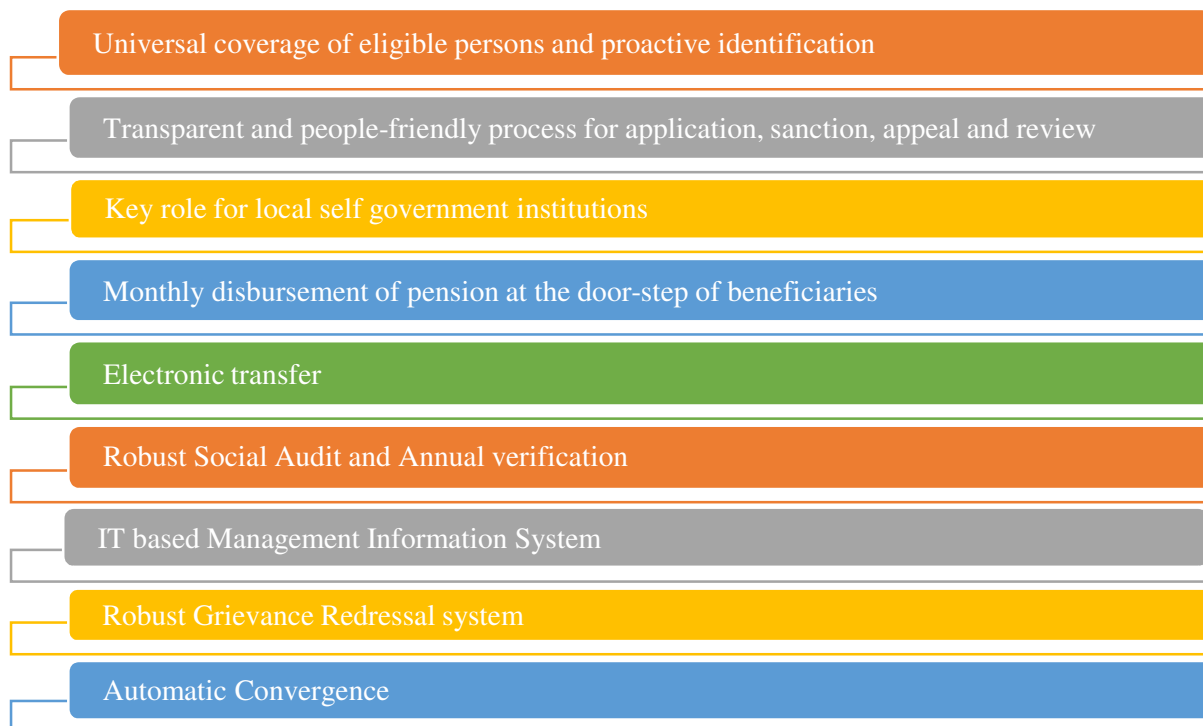 Universal coverage of eligible persons and proactive identification
Transparent and people-friendly process for application, sanction, appeal and review
Key role for local self government institutions
Monthly disbursement of pension at the door-step of beneficiaries
Electronic transfer
Robust Social Audit and Annual verification
IT based Management Information System
Robust Grievance Redressal system
Automatic Convergence